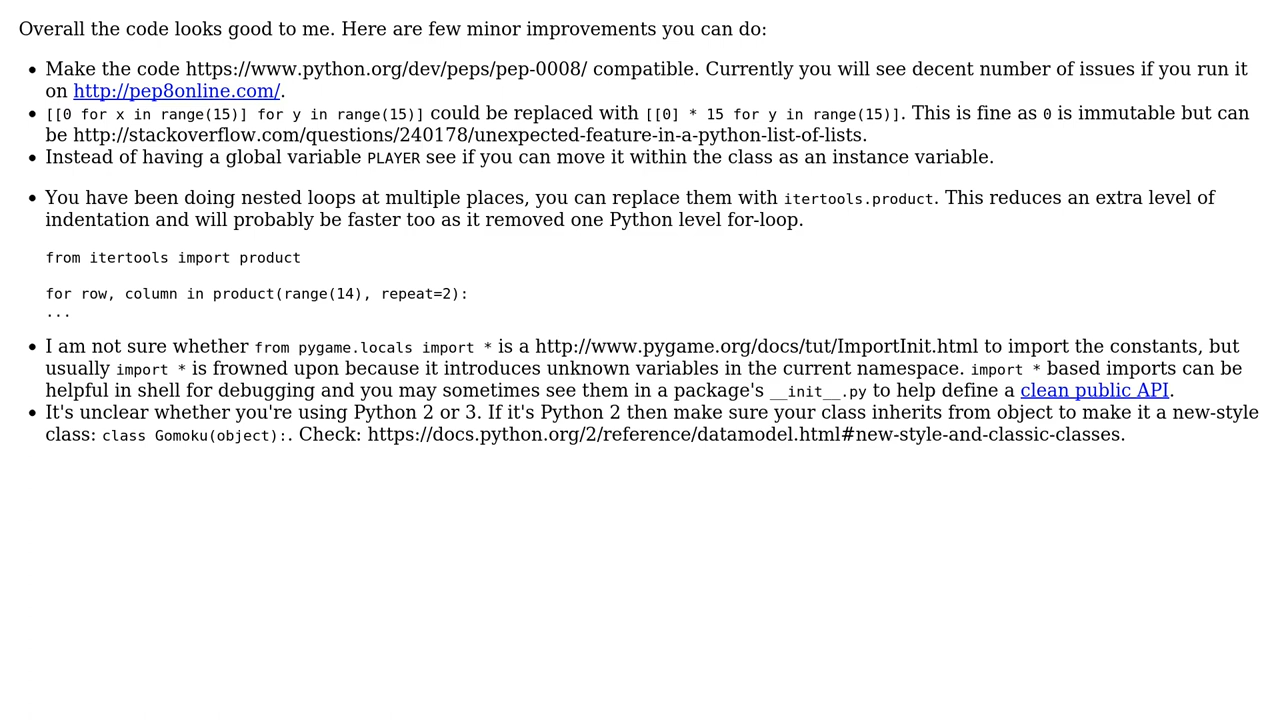 Overall the code looks good to me. Here are few minor improvements you can do:
• Make the code https://www.python.org/dev/peps/pep-0008/ compatible. Currently you will see decent number of issues if you run it
on http://pep8online.com/.
• [[0 for x in range(15)] for y in range(15)] could be replaced with [[0] * 15 for y in range(15)]. This is fine as 0 is immutable but can
be http://stackoverflow.com/questions/240178/unexpected-feature-in-a-python-list-of-lists.
• Instead of having a global variable PLAYER see if you can move it within the class as an instance variable.
• You have been doing nested loops at multiple places, you can replace them with itertools.product. This reduces an extra level of
indentation and will probably be faster too as it removed one Python level for-loop.
from itertools import product
for row, column in product(range(14), repeat=2):
...
• I am not sure whether from pygame.locals import * is a http://www.pygame.org/docs/tut/ImportInit.html to import the constants, but
usually import * is frowned upon because it introduces unknown variables in the current namespace. import * based imports can be
helpful in shell for debugging and you may sometimes see them in a package's __init__.py to help define a clean public API.
• It's unclear whether you're using Python 2 or 3. If it's Python 2 then make sure your class inherits from object to make it a new-style
class: class Gomoku(object):. Check: https://docs.python.org/2/reference/datamodel.html#new-style-and-classic-classes.